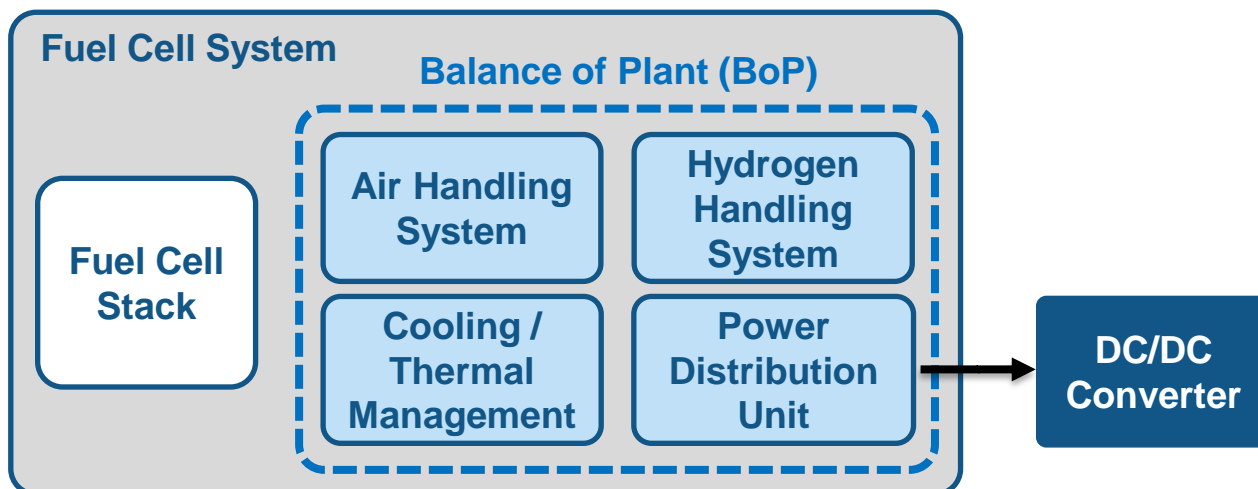 Fuel Cell System
Balance of Plant (BoP)
Fuel Cell
Stack
Air Handling
System
Hydrogen
Handling
System
Cooling /
Thermal
Management
Power
Distribution
Unit
DC/DC
Converter